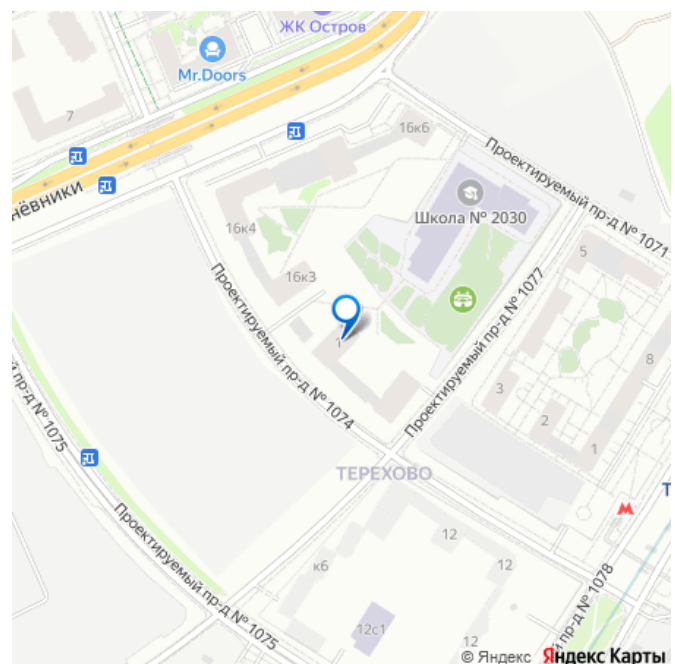 ЖК Остров
Mr.Doors
7
16к6
НЁВНИКИ
Проектируемый пр-д № 1071
Школа № 2030
16к4
16к3
5
Проектируемый пр-д № 1077
Проектируемый пр-д № 1074
1
8
3
2
1
й пр-д № 1075
ТЕРЕХОВО
Т
Проектируемый пр-д № 1075
12
к6
12
12с1
12
й пр-д № 1078
© Яндекс Яндекс Карты